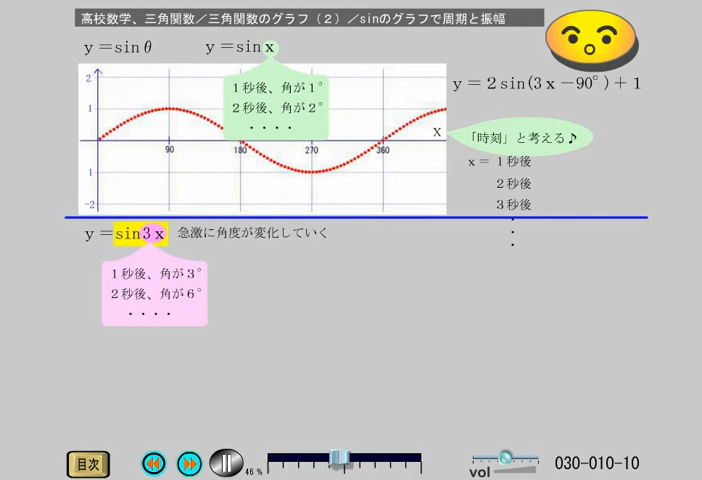 高校数学、三角関数／三角関数のグラフ（２）／sinのグラフで周期と振幅
ｙ＝sinθ
ｙ＝sinｘ
１秒後、角が１°
２秒後、角が２°
・・・・
ｙ＝２sin(３ｘ－90°)＋１
2
1
90
180
270
360
x
1
-2
「時刻」と考える♪
ｘ＝ １秒後
２秒後
３秒後
・
・
・
ｙ＝sin３ｘ 急激に角度が変化していく
１秒後、角が３°
２秒後、角が６°
・・・・
目次
46 %
vol
030-010-10